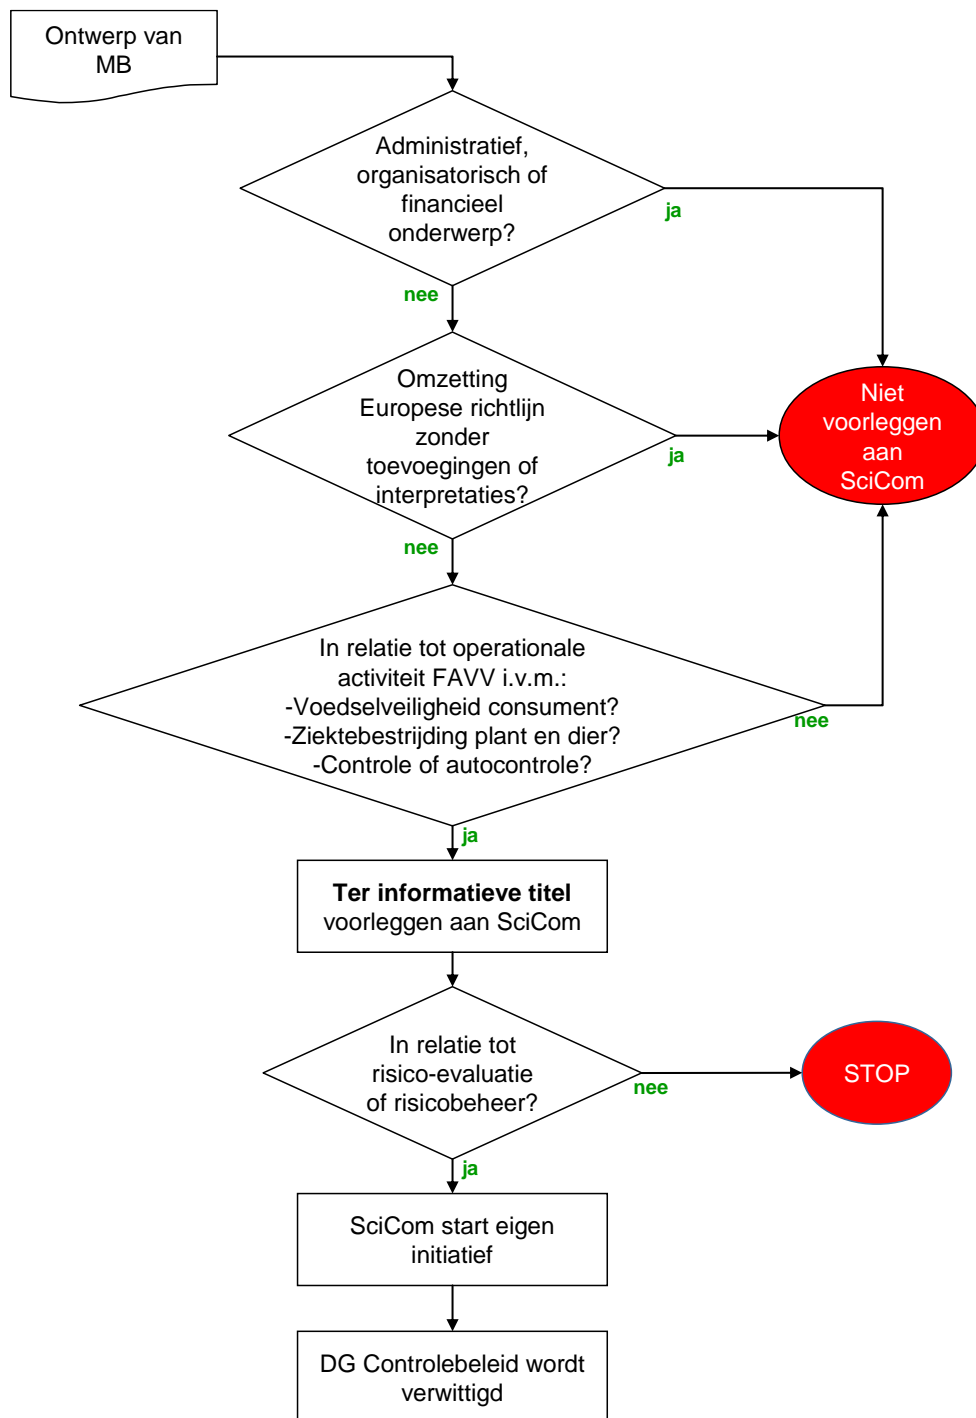 Ontwerp van
MB
Administratief,
organisatorisch of
financieel
onderwerp?
ja
nee
Omzetting
Europese richtlijn
zonder
toevoegingen of
interpretaties?
ja
nee
Niet
voorleggen
aan
SciCom
In relatie tot operationale
activiteit FAVV i.v.m.:
-Voedselveiligheid consument?
-Ziektebestrijding plant en dier?
-Controle of autocontrole?
nee
ja
Ter informatieve titel
voorleggen aan SciCom
In relatie tot
risico-evaluatie
of risicobeheer?
nee
STOP
ja
SciCom start eigen
initiatief
DG Controlebeleid wordt
verwittigd